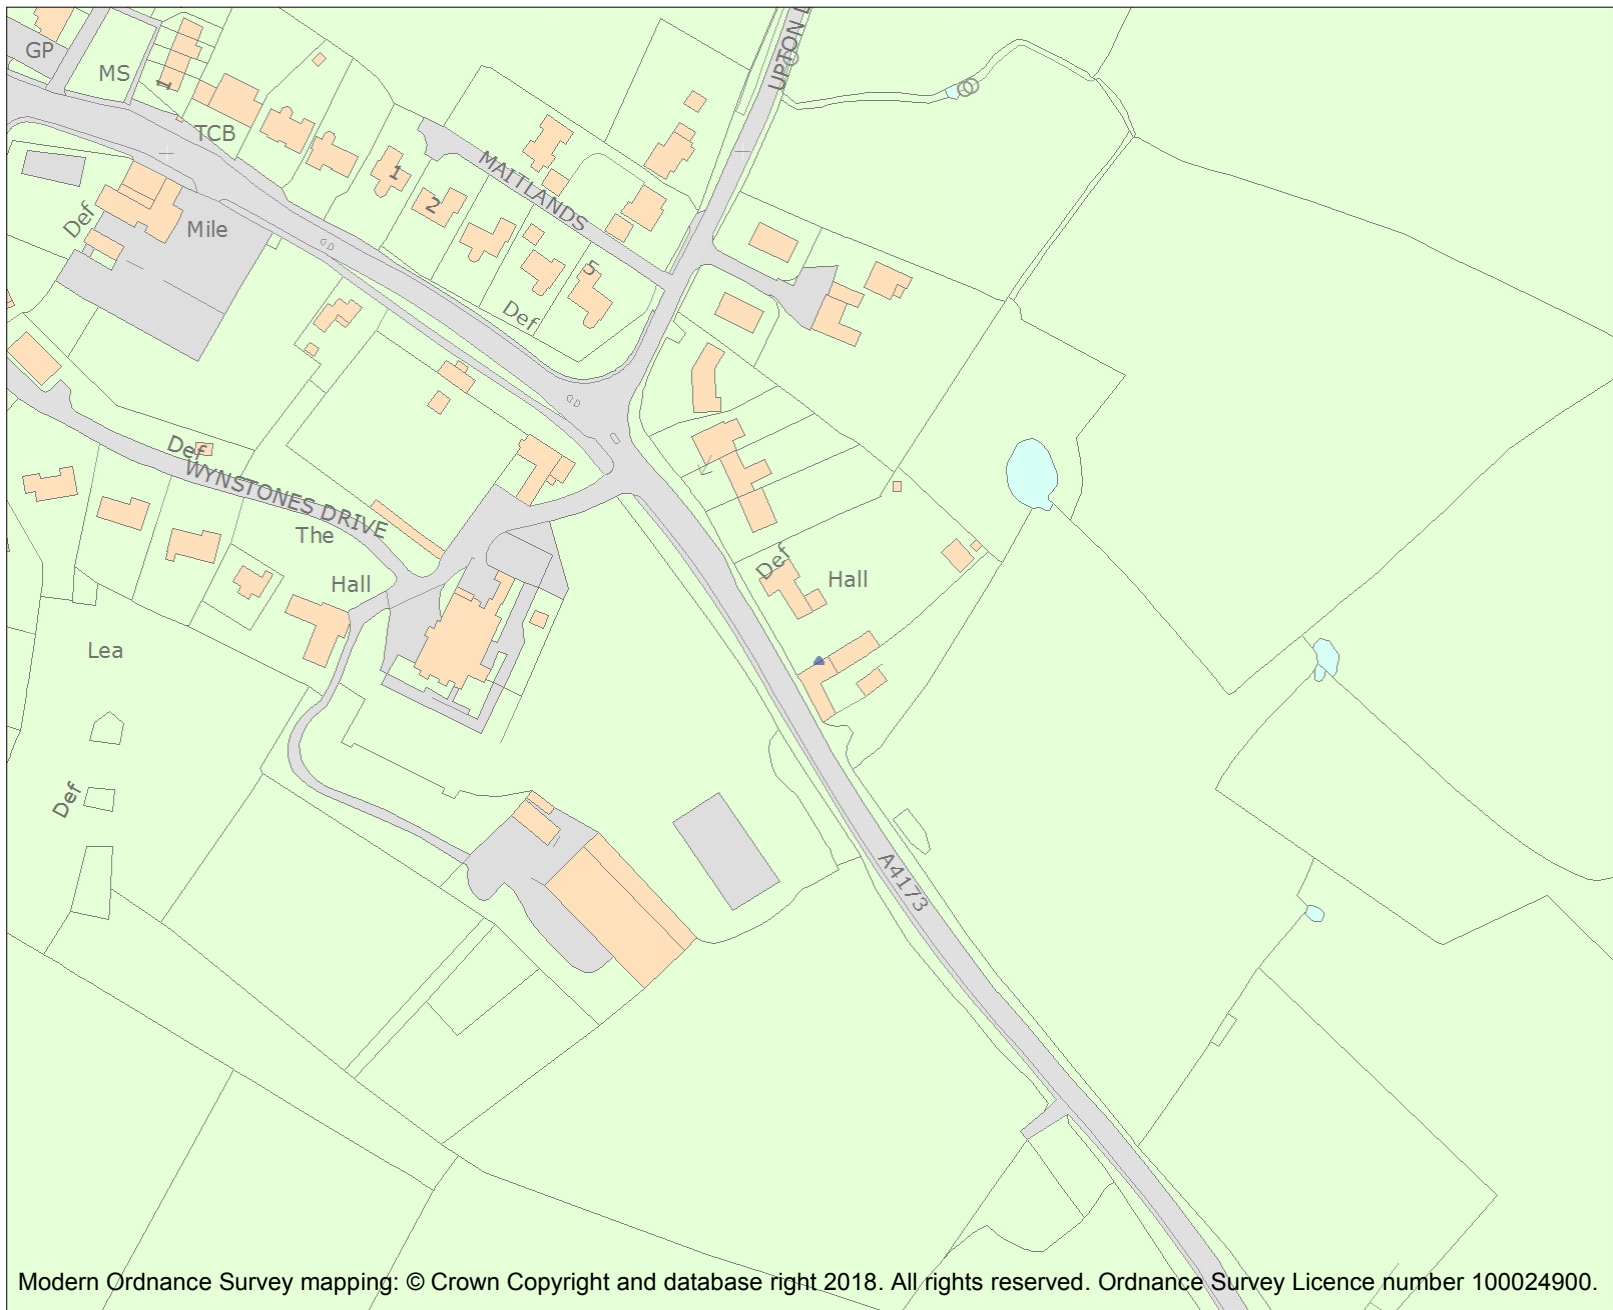 GP
MS
1
TCB
UPTON L
MAITLANDS
1
2
5
Def
Mile
Def
Def
WYNSTONES DRIVE
The
Hall
Def
Hall
Lea
Def
A4173
Modern Ordnance Survey mapping: © Crown Copyright and database right 2018. All rights reserved. Ordnance Survey Licence number 100024900.